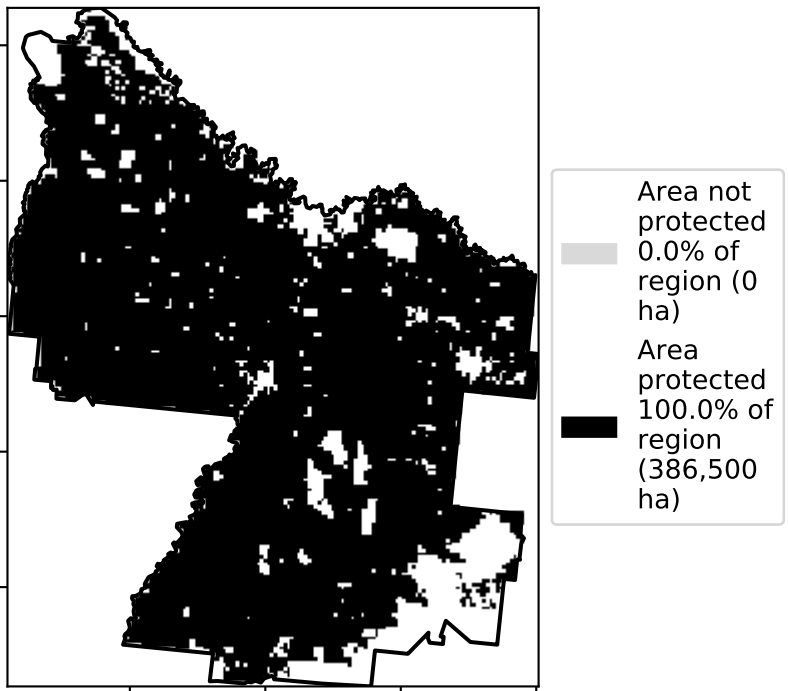 Area not
protected
0.0% of
region (0
ha)
Area
protected
100.0% of
region
(386,500
ha)